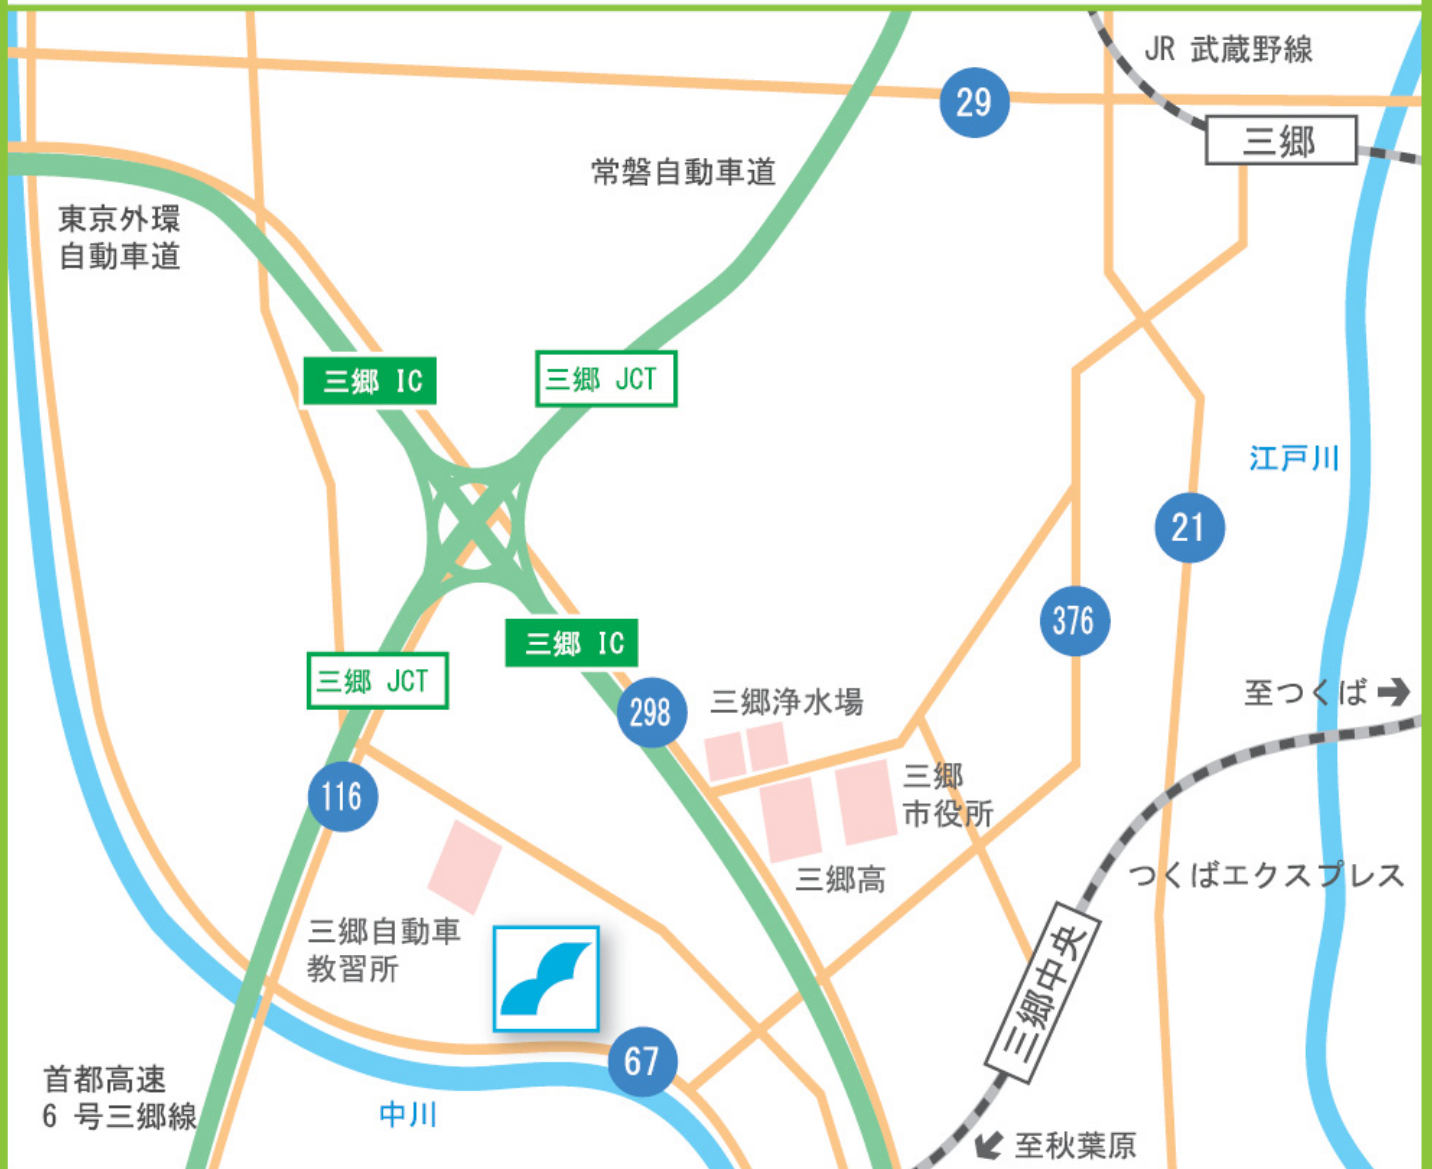 JR 武蔵野線
29
三郷
常磐自動車道
東京外環
自動車道
三郷 IC
三郷 JCT
江戸川
21
376
三郷 IC
三郷 JCT
298
三郷浄水場
至つくば
116
三郷
市役所
三郷高
つくばエクスプレス
三郷自動車
教習所
三郷中央
67
首都高速
6 号三郷線
中川
至秋葉原